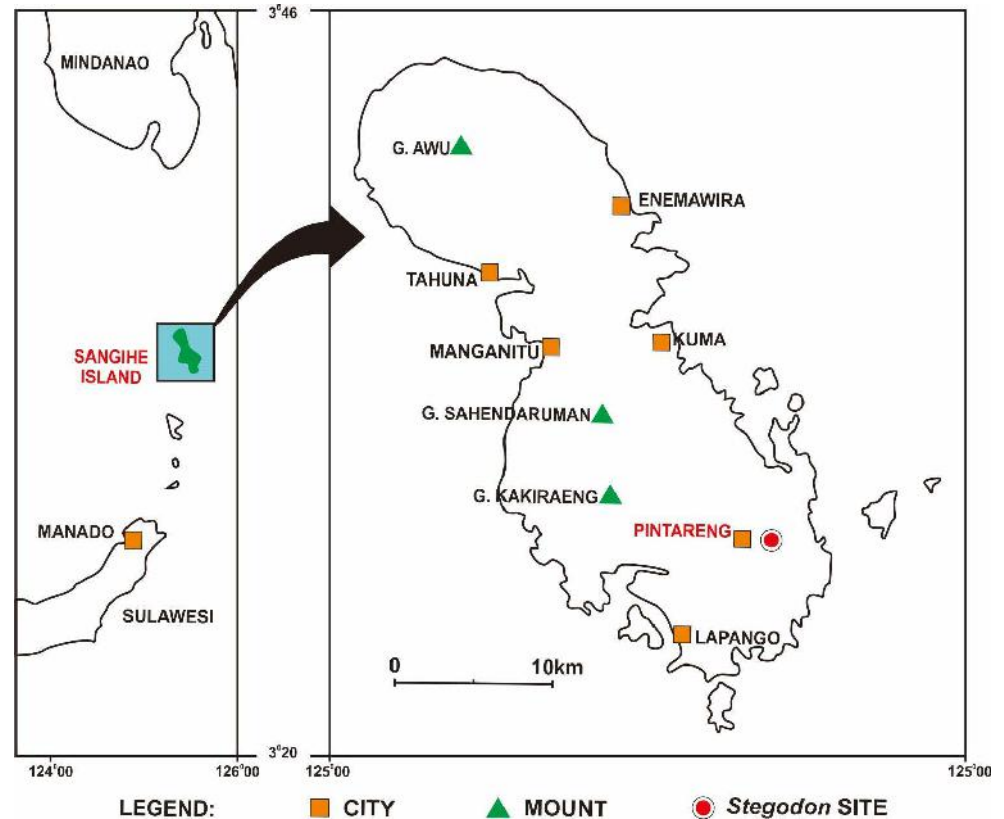 3°46
MINDANAO
SANGIHE
ISLAND
MANADO
SULAWESI
G. AWU
ENEMAWIRA
TAHUNA
MANGANITU
KUMA
G. SAHENDARUMAN
G. KAKIRAENG
PINTARENG
LAPANGO
0 10km
3°20
124°00 126°00 125°00 125°00
LEGEND: CITY MOUNT Stegodon SITE